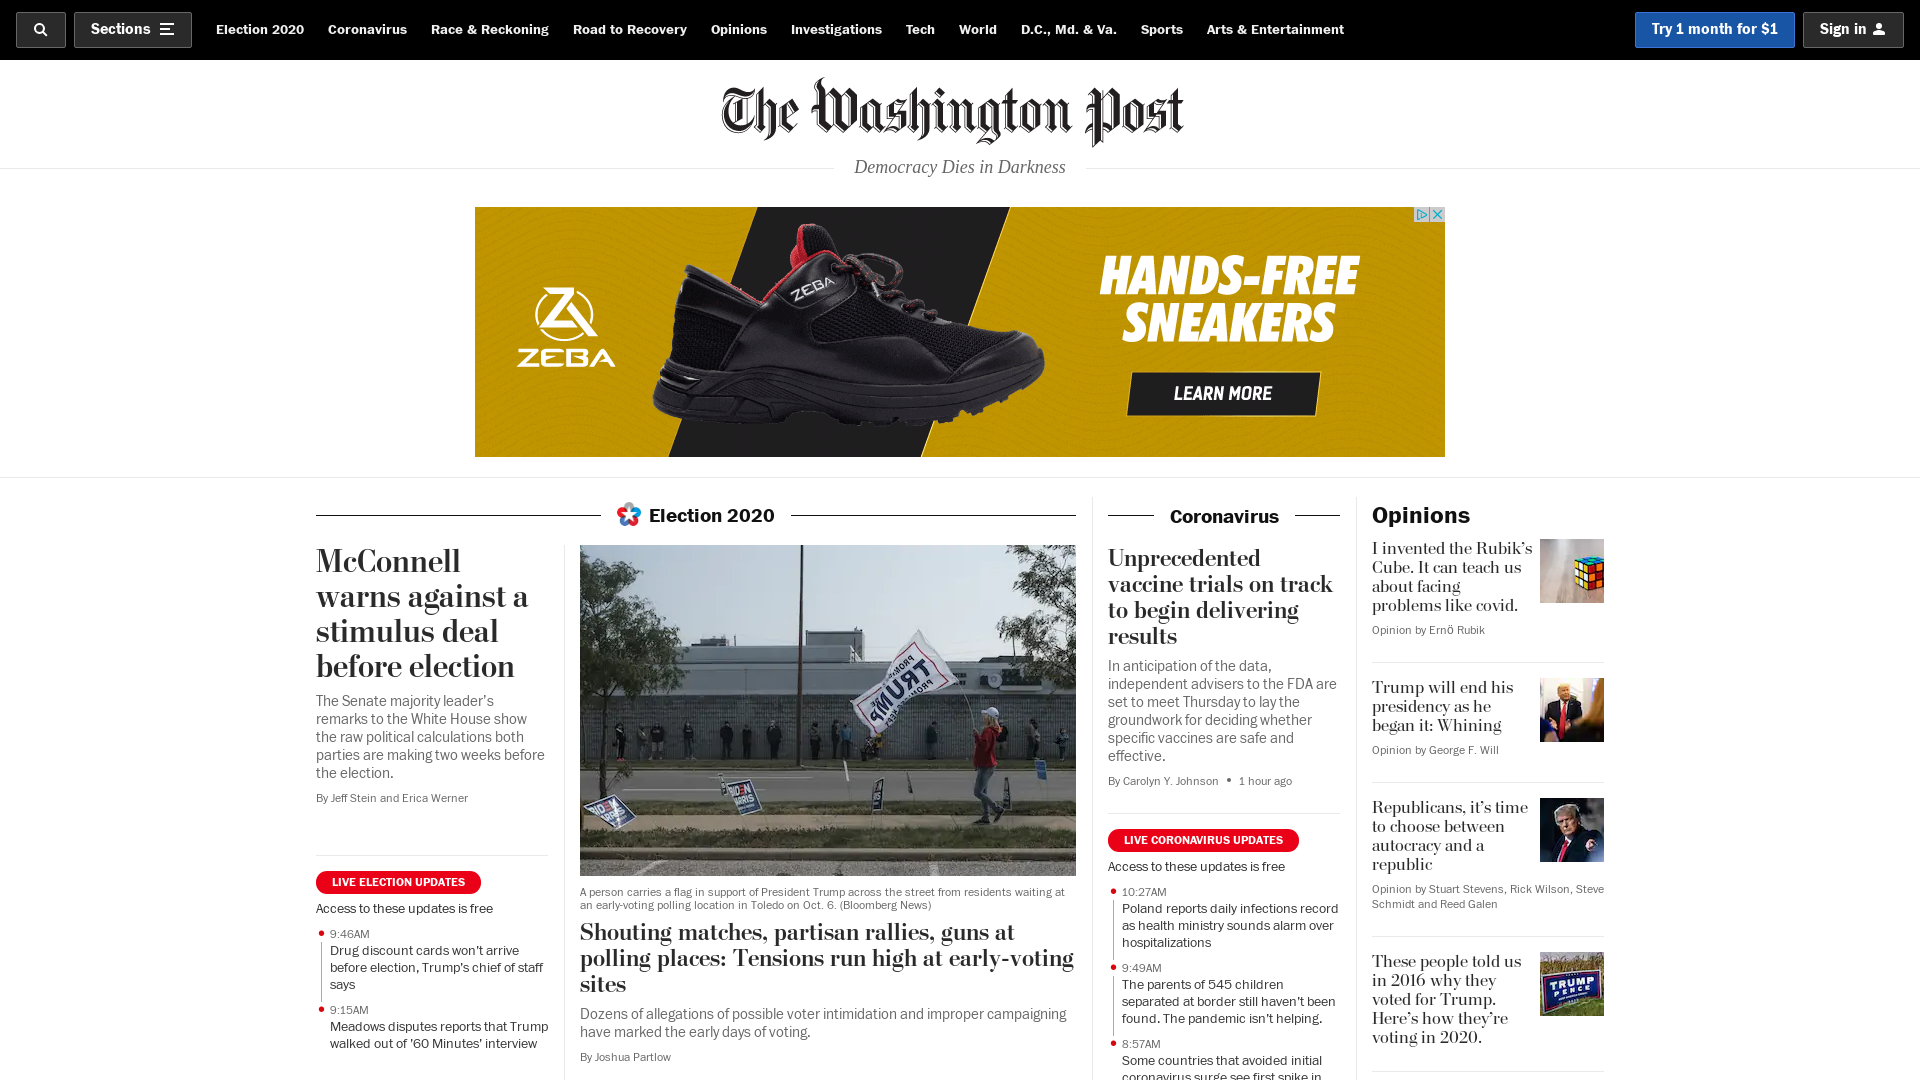 Sections
Election 2020
Coronavirus
Race & Reckoning
Road to Recovery
Opinions
Investigations
Tech
World
D.C., Md. & Va.
Sports
Arts & Entertainment
Try 1 month for $1
Sign in
The Washington Post
Democracy Dies in Darkness
ZEBA
ZEBA
HANDS-FREE
SNEAKERS
LEARN MORE
Election 2020
McConnell
warns against a
stimulus deal
before election
The Senate majority leader's
remarks to the White House show
the raw political calculations both
parties are making two weeks before
the election.
By Jeff Stein and Erica Werner
LIVE ELECTION UPDATES
Access to these updates is free
9:46AM
Drug discount cards won't arrive
before election, Trump's chief of staff
says
9:15AM
Meadows disputes reports that Trump
walked out of '60 Minutes' interview
TRUMP
BIDEN
HARRIS
BIDEN
HARRIS
A person carries a flag in support of President Trump across the street from residents waiting at
an early-voting polling location in Toledo on Oct. 6. (Bloomberg News)
Shouting matches, partisan rallies, guns at
polling places: Tensions run high at early-voting
sites
Dozens of allegations of possible voter intimidation and improper campaigning
have marked the early days of voting.
By Joshua Partlow
Coronavirus
Unprecedented
vaccine trials on track
to begin delivering
results
In anticipation of the data,
independent advisers to the FDA are
set to meet Thursday to lay the
groundwork for deciding whether
specific vaccines are safe and
effective.
By Carolyn Y. Johnson • 1 hour ago
LIVE CORONAVIRUS UPDATES
Access to these updates is free
10:27AM
Poland reports daily infections record
as health ministry sounds alarm over
hospitalizations
9:49AM
The parents of 545 children
separated at border still haven't been
found. The pandemic isn't helping.
8:57AM
Some countries that avoided initial
coronavirus surge see first spike in
Opinions
I invented the Rubik's
Cube. It can teach us
about facing
problems like covid.
Opinion by Ernö Rubik
Trump will end his
presidency as he
began it: Whining
Opinion by George F. Will
Republicans, it's time
to choose between
autocracy and a
republic
Opinion by Stuart Stevens, Rick Wilson, Steve
Schmidt and Reed Galen
These people told us
in 2016 why they
voted for Trump.
Here's how they're
voting in 2020.
TRUMP
PENCE